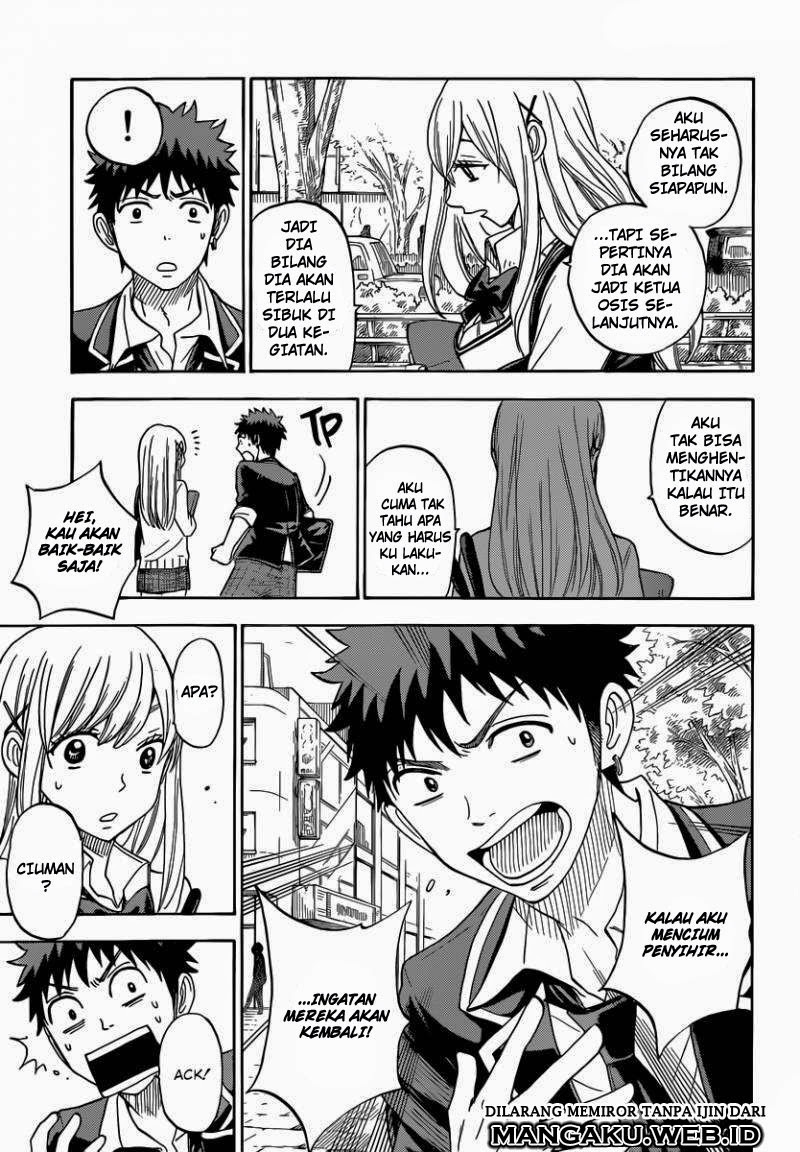 AKU
SEHARUS-
NYA TAK
BILANG
SIAPAPUN.
...TAPI SE-
PERTINYA
DIA AKAN
JADI KETUA
OSIS SE-
LANJUTNYA.
JADI
DIA
BILANG
DIA AKAN
TERLALU
SIBUK DI
DUA KE-
GIATAN.
!
AKU
TAK BISA
MENGHEN-
TIKANNYA
KALAU ITU
BENAR.
AKU
CUMA TAK
TAHU APA
YANG HARUS
KU LAKU-
KAN...
TP
HEI,
KAU AKAN
BAIK-BAIK
SAJA!
KALAU AKU
MENCIUM
PENYIHIR...
...INGATAN
MEREKA AKAN
KEMBALI!
APA?
CIUMAN
?
ACK!
DILARANG MEMIROR TANPA IJIN DARI
MANGAKU.WEB.ID